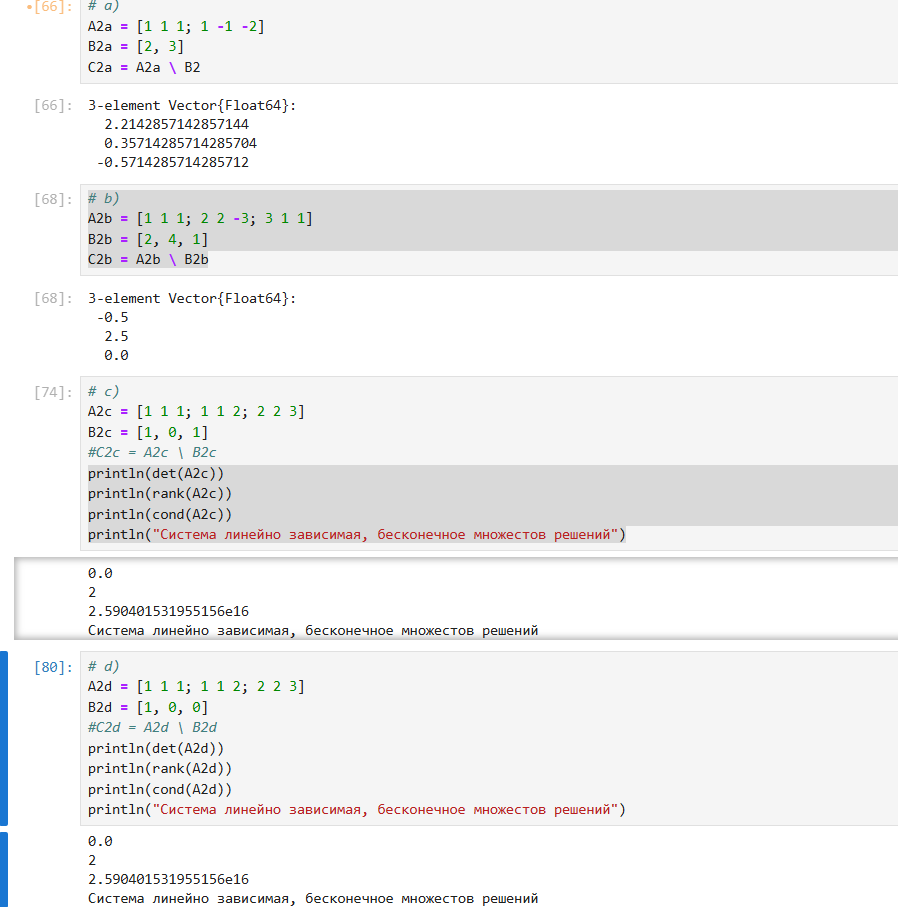 [66]: # a)
A2a = [1 1 1; 1 -1 -2]
B2a = [2, 3]
C2a = A2a \ B2
[66]: 3-element Vector{Float64}:
2.2142857142857144
0.35714285714285704
-0.5714285714285712
[68]: # b)
A2b = [1 1 1; 2 2 -3; 3 1 1]
B2b = [2, 4, 1]
C2b = A2b \ B2b
[68]: 3-element Vector{Float64}:
-0.5
2.5
0.0
[74]: # c)
A2c = [1 1 1; 1 1 2; 2 2 3]
B2c = [1, 0, 1]
#C2c = A2c \ B2c
println(det(A2c))
println(rank(A2c))
println(cond(A2c))
println("Система линейно зависимая, бесконечное множестов решений")
0.0
2
2.590401531955156e16
Система линейно зависимая, бесконечное множестов решений
[80]: # d)
A2d = [1 1 1; 1 1 2; 2 2 3]
B2d = [1, 0, 0]
#C2d = A2d \ B2d
println(det(A2d))
println(rank(A2d))
println(cond(A2d))
println("Система линейно зависимая, бесконечное множестов решений")
0.0
2
2.590401531955156e16
Система линейно зависимая, бесконечное множестов решений